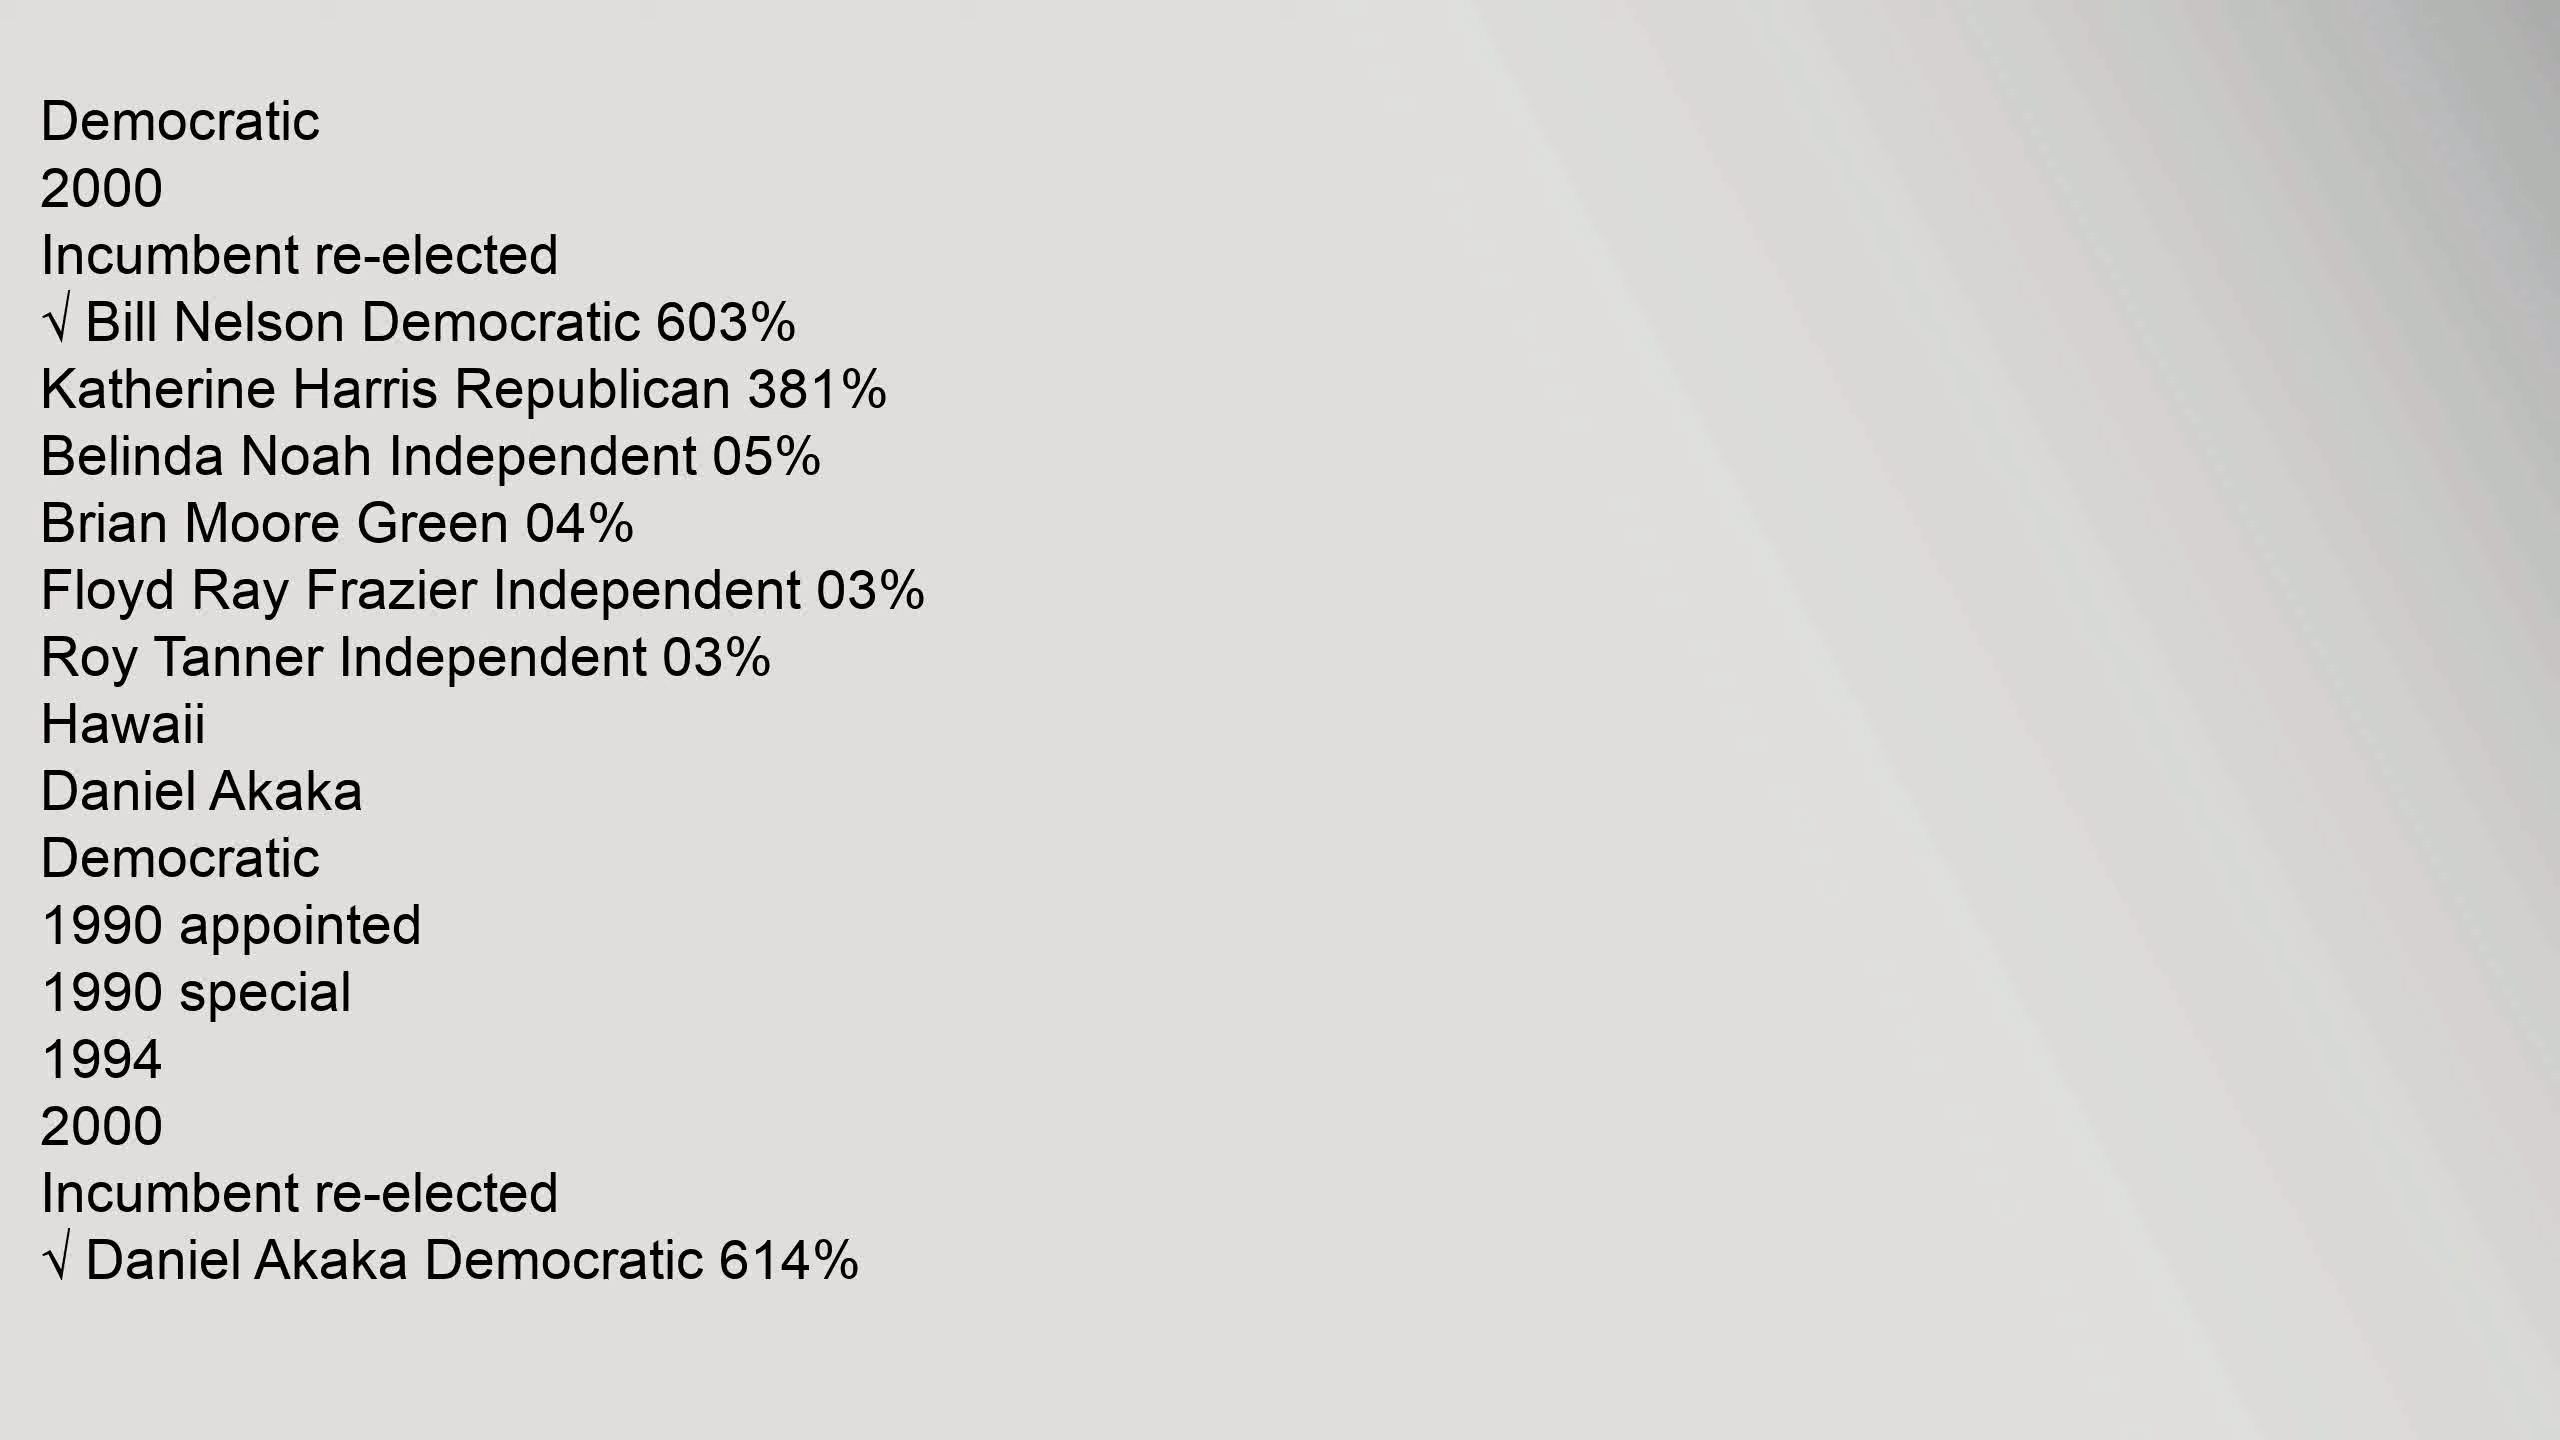 Democratic
2000
Incumbent re-elected
√ Bill Nelson Democratic 603%
Katherine Harris Republican 381%
Belinda Noah Independent 05%
Brian Moore Green 04%
Floyd Ray Frazier Independent 03%
Roy Tanner Independent 03%
Hawaii
Daniel Akaka
Democratic
1990 appointed
1990 special
1994
2000
Incumbent re-elected
√ Daniel Akaka Democratic 614%